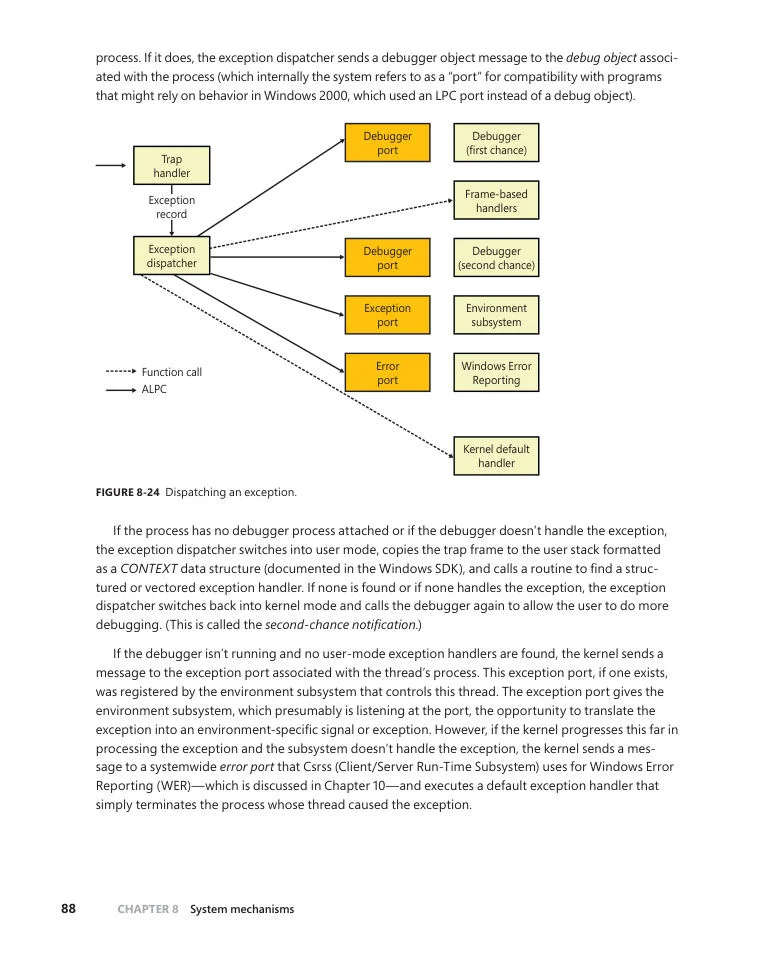 process. If it does, the exception dispatcher sends a debugger object message to the debug object associ-
ated with the process (which internally the system refers to as a “port” for compatibility with programs
that might rely on behavior in Windows 2000, which used an LPC port instead of a debug object).
Trap
handler
Exception
record
Exception
dispatcher
Debugger
port
Debugger
(first chance)
Frame-based
handlers
Debugger
port
Debugger
(second chance)
Exception
port
Environment
subsystem
Error
port
Windows Error
Reporting
Kernel default
handler
Function call
ALPC
FIGURE 8-24 Dispatching an exception.
If the process has no debugger process attached or if the debugger doesn’t handle the exception,
the exception dispatcher switches into user mode, copies the trap frame to the user stack formatted
as a CONTEXT data structure (documented in the Windows SDK), and calls a routine to find a struc-
tured or vectored exception handler. If none is found or if none handles the exception, the exception
dispatcher switches back into kernel mode and calls the debugger again to allow the user to do more
debugging. (This is called the second-chance notification.)
If the debugger isn’t running and no user-mode exception handlers are found, the kernel sends a
message to the exception port associated with the thread’s process. This exception port, if one exists,
was registered by the environment subsystem that controls this thread. The exception port gives the
environment subsystem, which presumably is listening at the port, the opportunity to translate the
exception into an environment-specific signal or exception. However, if the kernel progresses this far in
processing the exception and the subsystem doesn’t handle the exception, the kernel sends a mes-
sage to a systemwide error port that Csrss (Client/Server Run-Time Subsystem) uses for Windows Error
Reporting (WER)—which is discussed in Chapter 10—and executes a default exception handler that
simply terminates the process whose thread caused the exception.
88 CHAPTER 8 System mechanisms